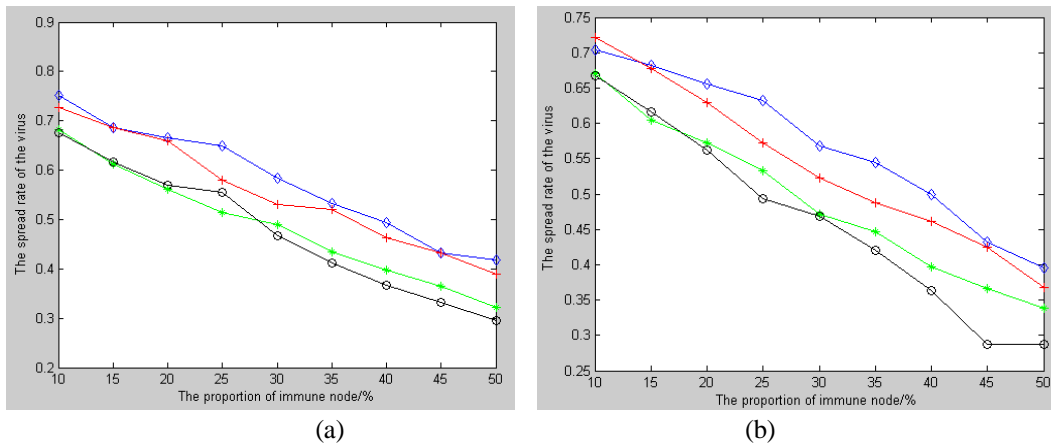 0.9
0.8
0.7
0.6
0.5
0.4
0.3
0.2
The spread rate of the virus
10 15 20 25 30 35 40 45 50
The proportion of immune node/%
(a)
0.75
0.7
0.65
0.6
0.55
0.5
0.45
0.4
0.35
0.3
0.25
The spread rate of the virus
10 15 20 25 30 35 40 45 50
The proportion of immune node/%
(b)